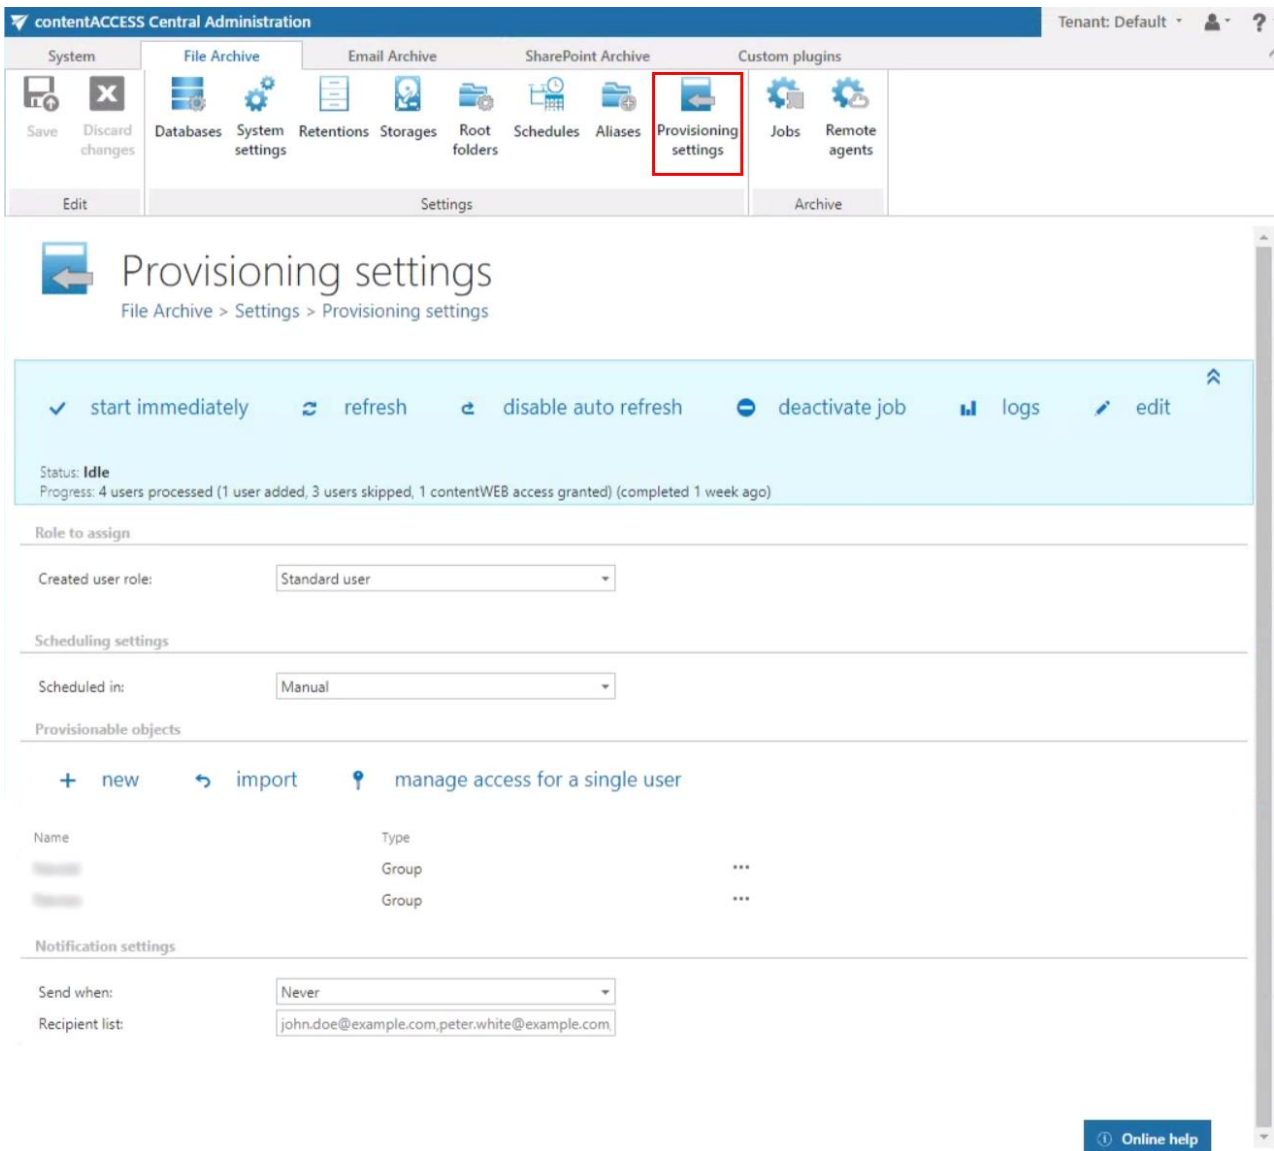 contentACCESS Central Administration
Tenant: Default
?
System
File Archive
Email Archive
SharePoint Archive
Custom plugins
Save
Discard changes
Databases
System settings
Retentions
Storages
Root folders
Schedules
Aliases
Provisioning settings
Jobs
Remote agents
Edit
Settings
Archive
Provisioning settings
File Archive > Settings > Provisioning settings
start immediately
refresh
disable auto refresh
deactivate job
logs
edit
Status: Idle
Progress: 4 users processed (1 user added, 3 users skipped, 1 contentWEB access granted) (completed 1 week ago)
Role to assign
Created user role:
Standard user
Scheduling settings
Scheduled in:
Manual
Provisionable objects
new
import
manage access for a single user
Name
Type
Group
Group
Notification settings
Send when:
Never
Recipient list:
john.doe@example.com,peter.white@example.com,
Online help